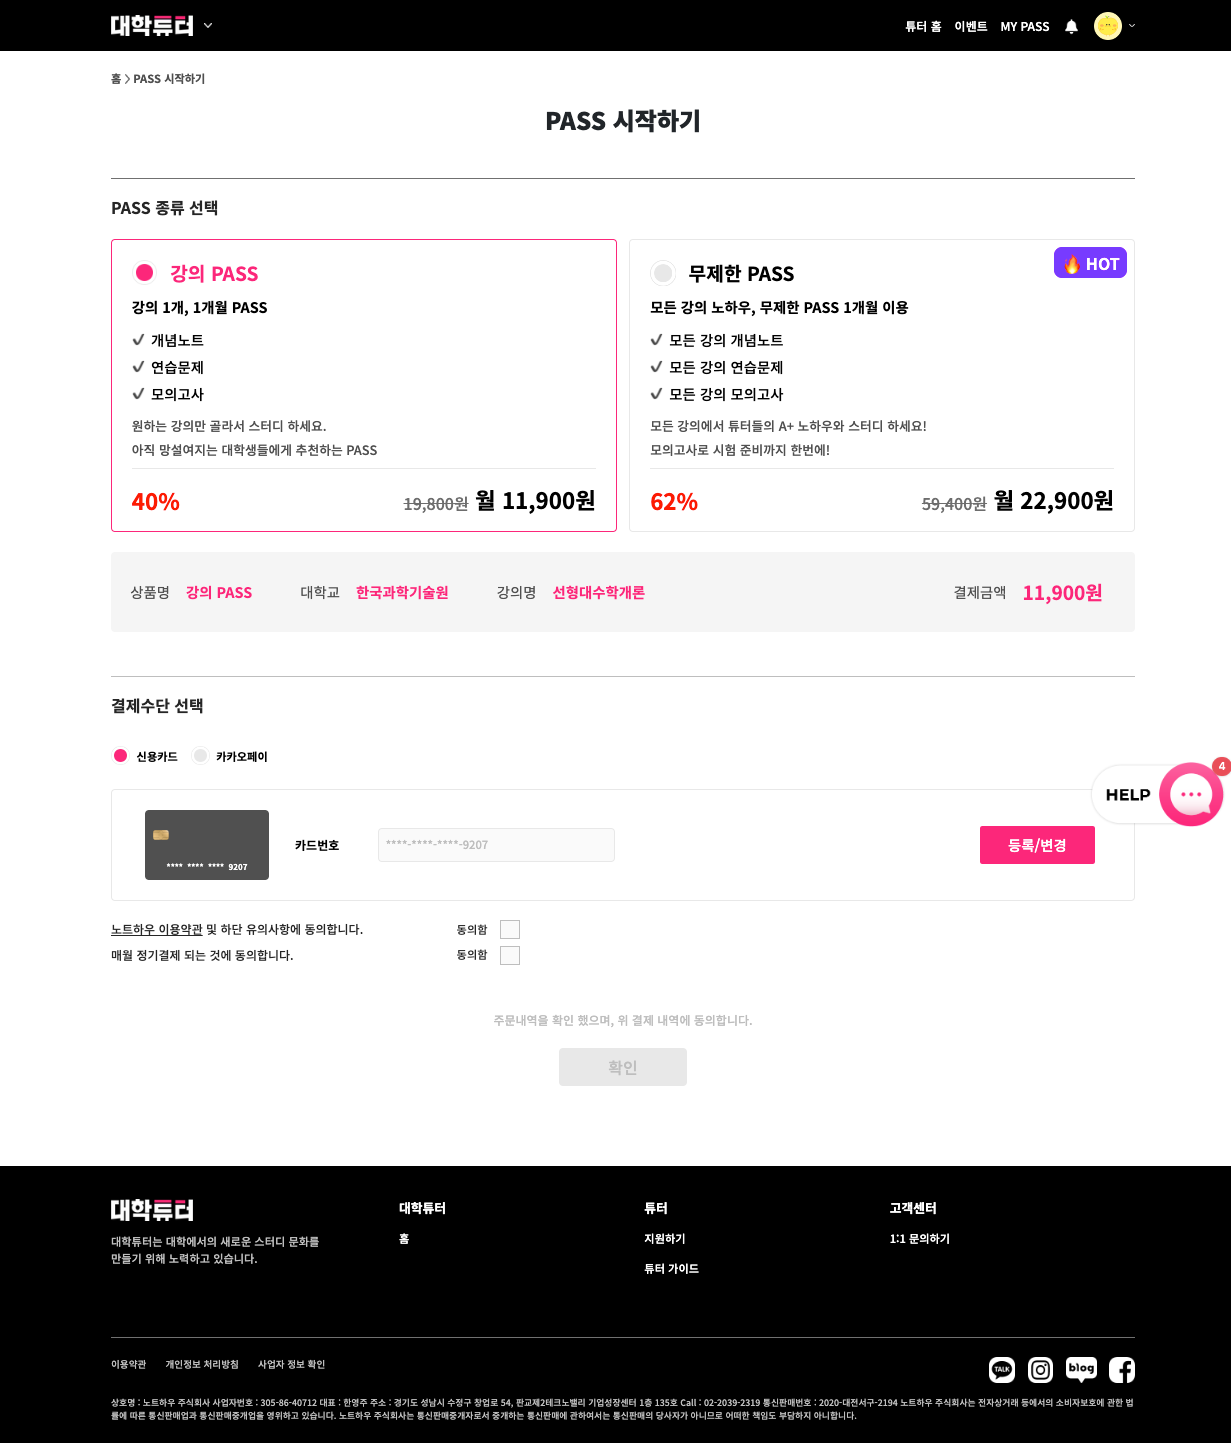 대학튜터
튜터 홈 이벤트 MY PASS
홈 > PASS 시작하기
PASS 시작하기
PASS 종류 선택
강의 PASS
강의 1개, 1개월 PASS
개념노트
연습문제
모의고사
원하는 강의만 골라서 스터디 하세요.
아직 망설여지는 대학생들에게 추천하는 PASS
40% 19,800원 월 11,900원
🔥 HOT
무제한 PASS
모든 강의 노하우, 무제한 PASS 1개월 이용
모든 강의 개념노트
모든 강의 연습문제
모든 강의 모의고사
모든 강의에서 튜터들의 A+ 노하우와 스터디 하세요!
모의고사로 시험 준비까지 한번에!
62% 59,400원 월 22,900원
상품명 강의 PASS 대학교 한국과학기술원 강의명 선형대수학개론 결제금액 11,900원
결제수단 선택
신용카드 카카오페이
**** **** **** 9207
카드번호 ****-****-****-9207 등록/변경
HELP 4
노트하우 이용약관 및 하단 유의사항에 동의합니다. 동의함
매월 정기결제 되는 것에 동의합니다. 동의함
주문내역을 확인 했으며, 위 결제 내역에 동의합니다.
확인
대학튜터
대학튜터는 대학에서의 새로운 스터디 문화를
만들기 위해 노력하고 있습니다.
대학튜터
홈
튜터
지원하기
튜터 가이드
고객센터
1:1 문의하기
이용약관 개인정보 처리방침 사업자 정보 확인
TALK blog
상호명 : 노트하우 주식회사 사업자번호 : 305-86-40712 대표 : 한영주 주소 : 경기도 성남시 수정구 창업로 54, 판교제2테크노밸리 기업성장센터 1층 135호 Call : 02-2039-2319 통신판매번호 : 2020-대전서구-2194 노트하우 주식회사는 전자상거래 등에서의 소비자보호에 관한 법
률에 따른 통신판매업과 통신판매중개업을 영위하고 있습니다. 노트하우 주식회사는 통신판매중개자로서 중개하는 통신판매에 관하여서는 통신판매의 당사자가 아니므로 어떠한 책임도 부담하지 아니합니다.